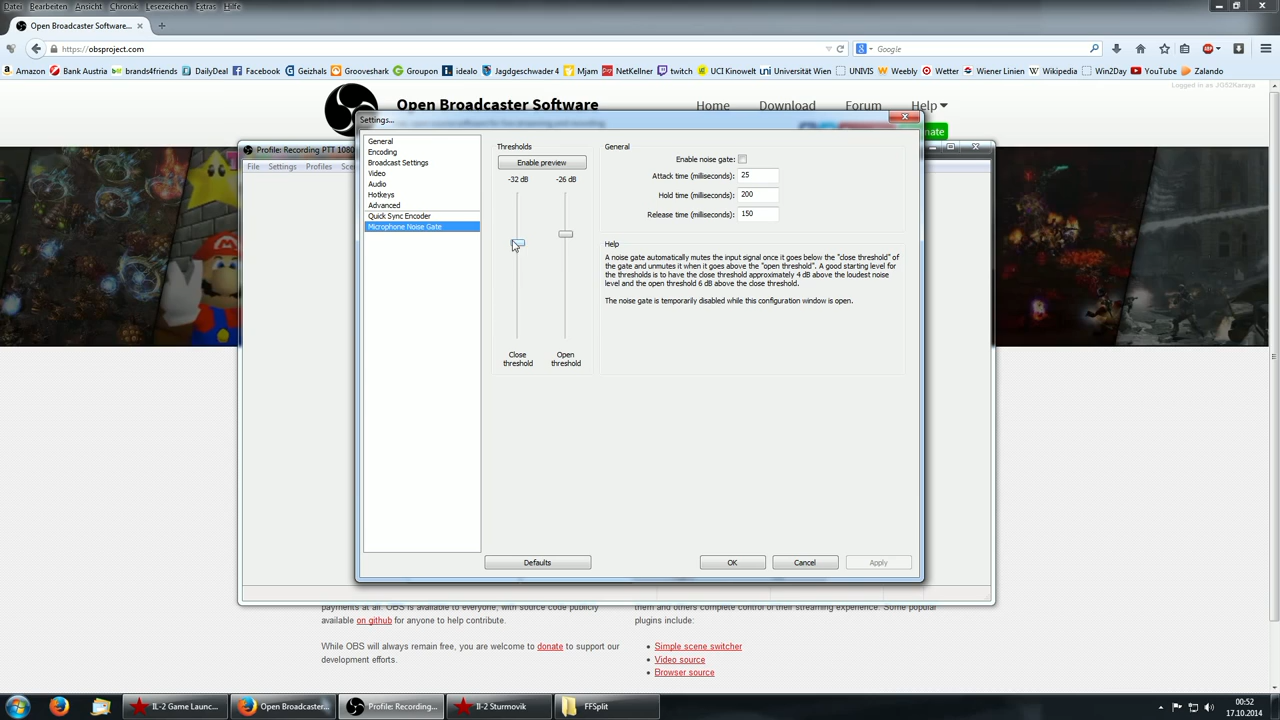 Datei Bearbeiten Ansicht Chronik Lesezeichen Extras Hilfe
Open Broadcaster Software...
https://obsproject.com
Google
Amazon Bank Austria brands4friends DailyDeal Facebook Geizhals Grooveshark Groupon idealo Jagdgeschwader 4 Mjam NetKellner twitch UCI Kinowelt Universität Wien UNIVIS Weebly Wetter Wiener Linien Wikipedia Win2Day YouTube Zalando
Logged in as JG52Karaya
Open Broadcaster Software
Home Download Forum Help
Settings...
Profile: Recording PTT 1080
File Settings Profiles
General
Encoding
Broadcast Settings
Video
Audio
Hotkeys
Advanced
Quick Sync Encoder
Microphone Noise Gate
Thresholds
Enable preview
-32 dB -26 dB
Close threshold
Open threshold
General
Enable noise gate:
Attack time (milliseconds): 25
Hold time (milliseconds): 200
Release time (milliseconds): 150
Help
A noise gate automatically mutes the input signal once it goes below the "close threshold" of
the gate and unmutes it when it goes above the "open threshold". A good starting level for
the thresholds is to have the close threshold approximately 4 dB above the loudest noise
level and the open threshold 6 dB above the close threshold.
The noise gate is temporarily disabled while this configuration window is open.
Defaults OK Cancel Apply
payments at all. OBS is available to everyone, with source code publicly
available on github for anyone to help contribute.
While OBS will always remain free, you are welcome to donate to support our
development efforts.
them and others complete control of their streaming experience. Some popular
plugins include:
Simple scene switcher
Video source
Browser source
IL-2 Game Launc...
Open Broadcaster...
Profile: Recording...
Il-2 Sturmovik
FFSplit
00:52
17.10.2014